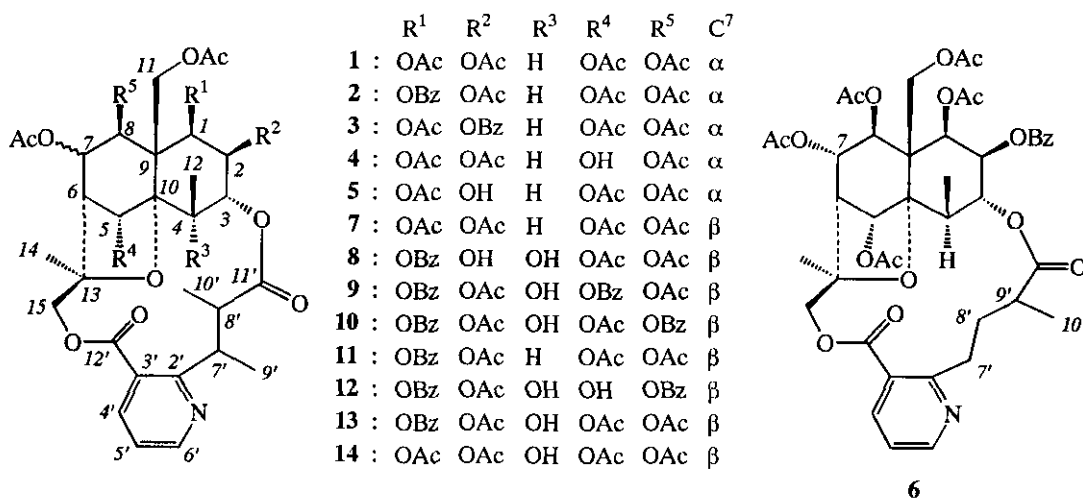 R¹ R² R³ R⁴ R⁵ C⁷
1 : OAc OAc H OAc OAc α
2 : OBz OAc H OAc OAc α
3 : OAc OBz H OAc OAc α
4 : OAc OAc H OH OAc α
5 : OAc OH H OAc OAc α
7 : OAc OAc H OAc OAc β
8 : OBz OH OH OAc OAc β
9 : OBz OAc OH OBz OAc β
10 : OBz OAc OH OAc OBz β
11 : OBz OAc H OAc OAc β
12 : OBz OAc OH OH OBz β
13 : OBz OAc OH OAc OAc β
14 : OAc OAc OH OAc OAc β
OAc
11
R⁵ R¹
AcO 7 8 1 R²
9 12 2
6 10
5 4 3 O
R⁴ R³
14 O 11'
13 10' O
15 O 8'
O
12' 3' 2' 7' 9'
4' N
5' 6'
OAc
AcO OAc
AcO 7 OBz
O
OAc H
O O
O 9'
O 8' 10'
7'
N
6